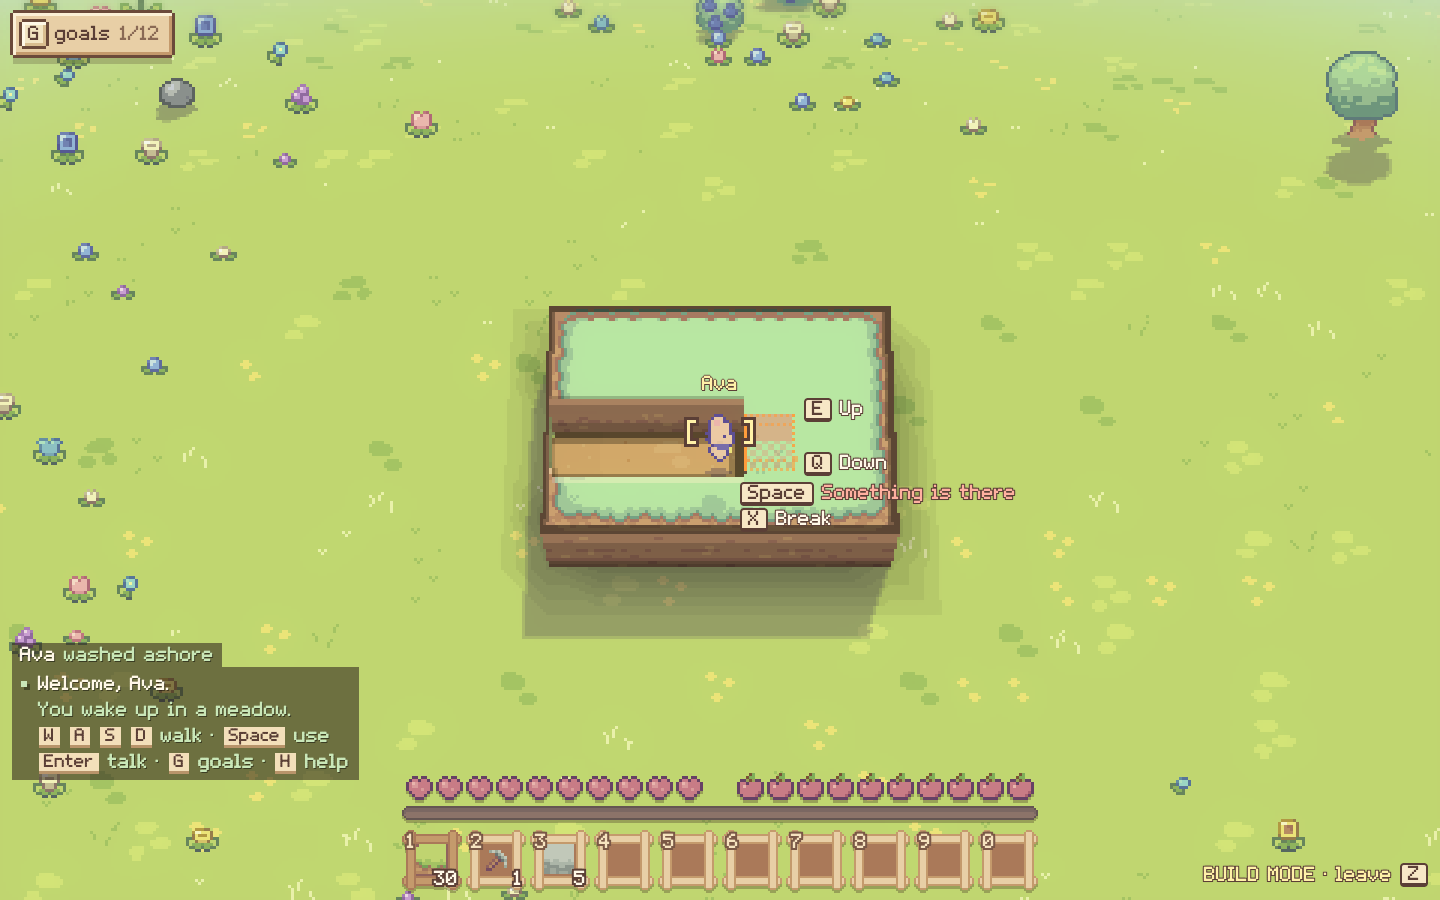 G goals 1/12
Ava
E Up
Q Down
Space Something is there
X Break
Ava washed ashore
Welcome, Ava.
You wake up in a meadow.
W A S D walk · Space use
Enter talk · G goals · H help
1 2 3 4 5 6 7 8 9 0
30 1 5
BUILD MODE · leave Z